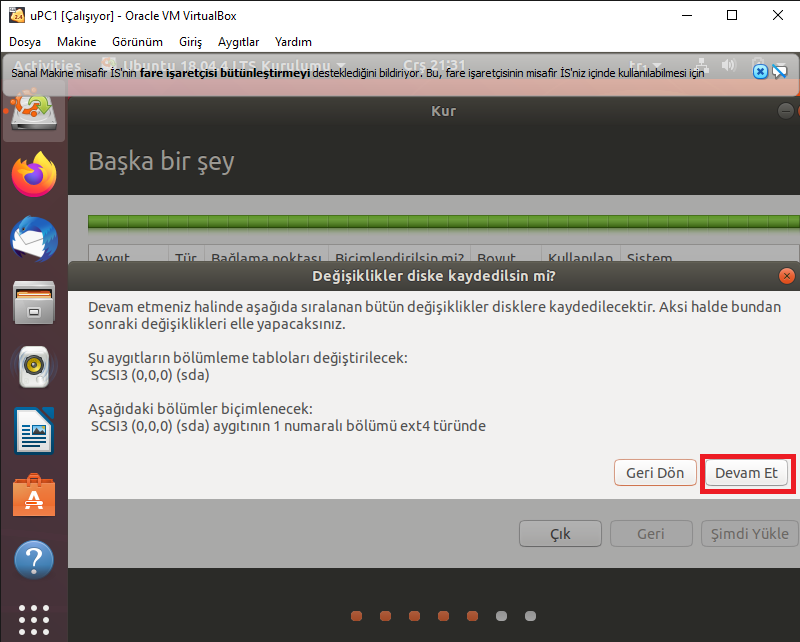 uPC1 [Çalışıyor] - Oracle VM VirtualBox
Dosya Makine Görünüm Giriş Aygıtlar Yardım
Activities Ubuntu 18.04.4 LTS Kurulumu Çrş 21:31 tr
Sanal Makine misafir İS'nin fare işaretçisi bütünleştirmeyi desteklediğini bildiriyor. Bu, fare işaretçisinin misafir İS'niz içinde kullanılabilmesi için
Kur
Başka bir şey
Aygıt Tür Bağlama noktası Biçimlendirilsin mi? Boyut Kullanılan Sistem
Değişiklikler diske kaydedilsin mi?
Devam etmeniz halinde aşağıda sıralanan bütün değişiklikler disklere kaydedilecektir. Aksi halde bundan
sonraki değişiklikleri elle yapacaksınız.
Şu aygıtların bölümleme tabloları değiştirilecek:
SCSI3 (0,0,0) (sda)
Aşağıdaki bölümler biçimlenecek:
SCSI3 (0,0,0) (sda) aygıtının 1 numaralı bölümü ext4 türünde
Geri Dön Devam Et
Çık Geri Şimdi Yükle